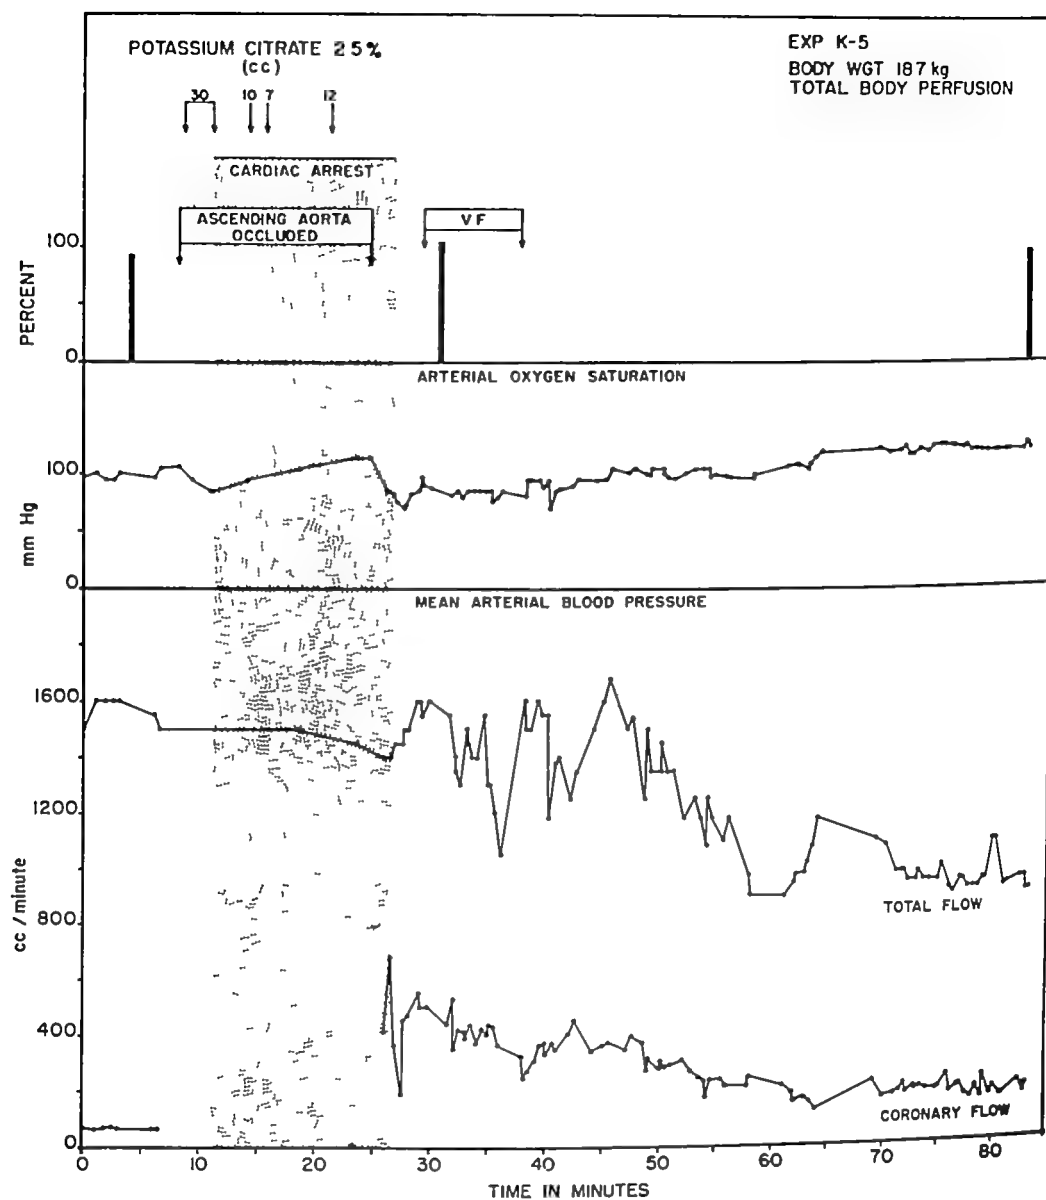 POTASSIUM CITRATE 25%
(cc)
30 10 7 12
EXP K-5
BODY WGT 187kg
TOTAL BODY PERFUSION
CARDIAC ARREST
ASCENDING AORTA
OCCLUDED
VF
PERCENT
100
0
ARTERIAL OXYGEN SATURATION
mm Hg
100
0
MEAN ARTERIAL BLOOD PRESSURE
cc/minute
1600
1200
800
400
0
TOTAL FLOW
CORONARY FLOW
0 10 20 30 40 50 60 70 80
TIME IN MINUTES